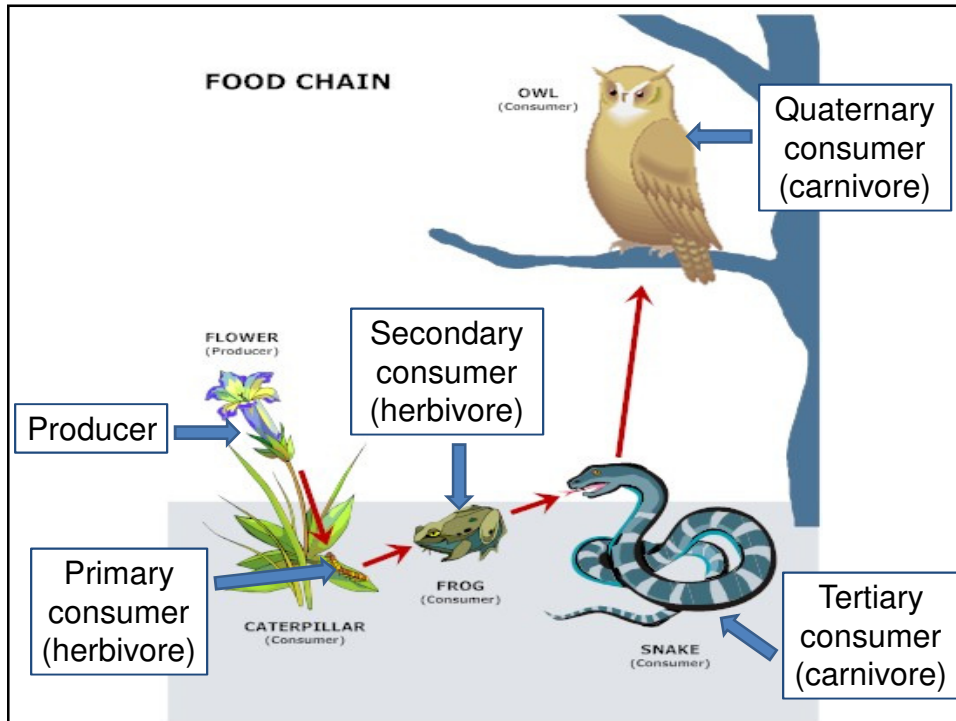 FOOD CHAIN
OWL
(Consumer)
Quaternary
consumer
(carnivore)
FLOWER
(Producer)
Secondary
consumer
(herbivore)
Producer
Primary
consumer
(herbivore)
CATERPILLAR
(Consumer)
FROG
(Consumer)
SNAKE
(Consumer)
Tertiary
consumer
(carnivore)